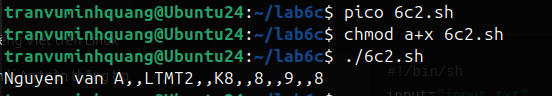 tranvuminhquang@Ubuntu24:~/lab6c$ pico 6c2.sh
tranvuminhquang@Ubuntu24:~/lab6c$ chmod a+x 6c2.sh
tranvuminhquang@Ubuntu24:~/lab6c$ ./6c2.sh
#!/bin/sh
Nguyen van A,,LTMT2,,K8,,8,,9,,8